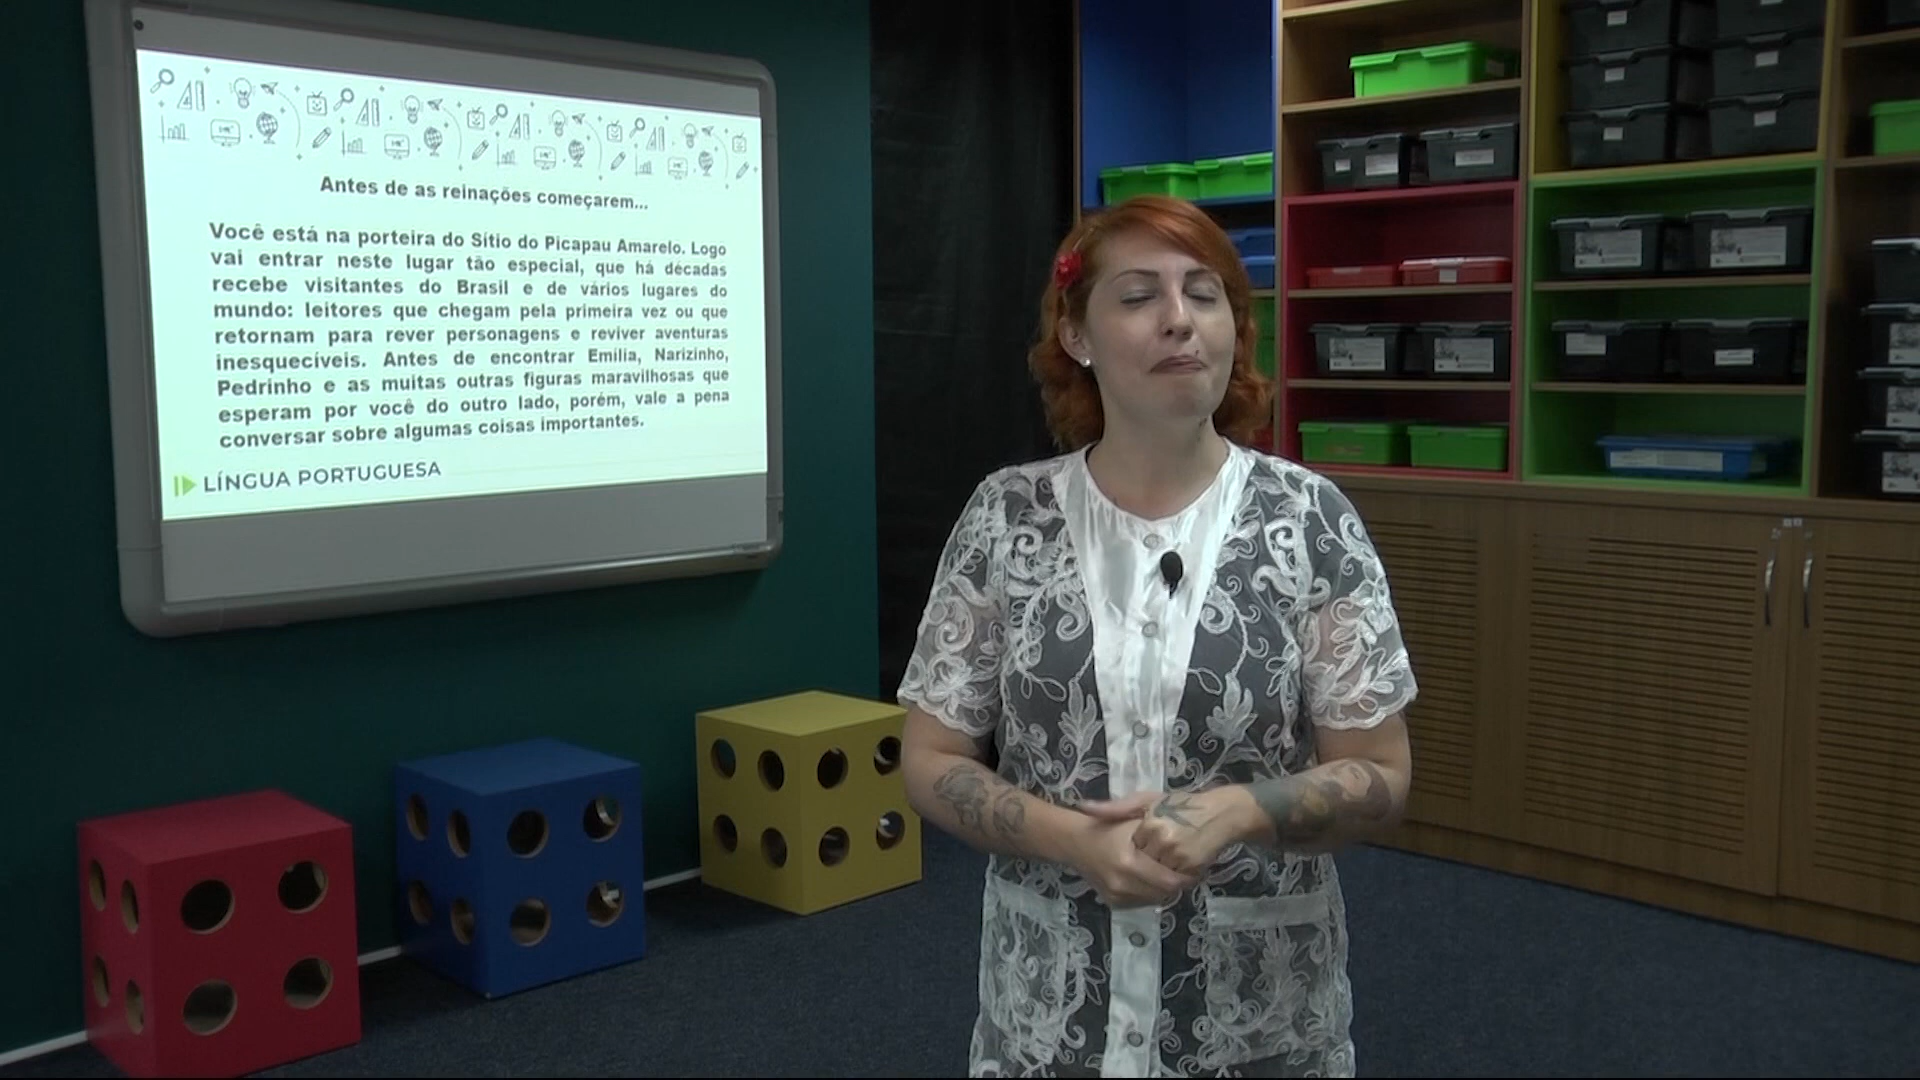 Antes de as reinações começarem...
Você está na porteira do Sítio do Picapau Amarelo. Logo
vai entrar neste lugar tão especial, que há décadas
recebe visitantes do Brasil e de vários lugares do
mundo: leitores que chegam pela primeira vez ou que
retornam para rever personagens e reviver aventuras
inesquecíveis. Antes de encontrar Emília, Narizinho,
Pedrinho e as muitas outras figuras maravilhosas que
esperam por você do outro lado, porém, vale a pena
conversar sobre algumas coisas importantes.
LÍNGUA PORTUGUESA